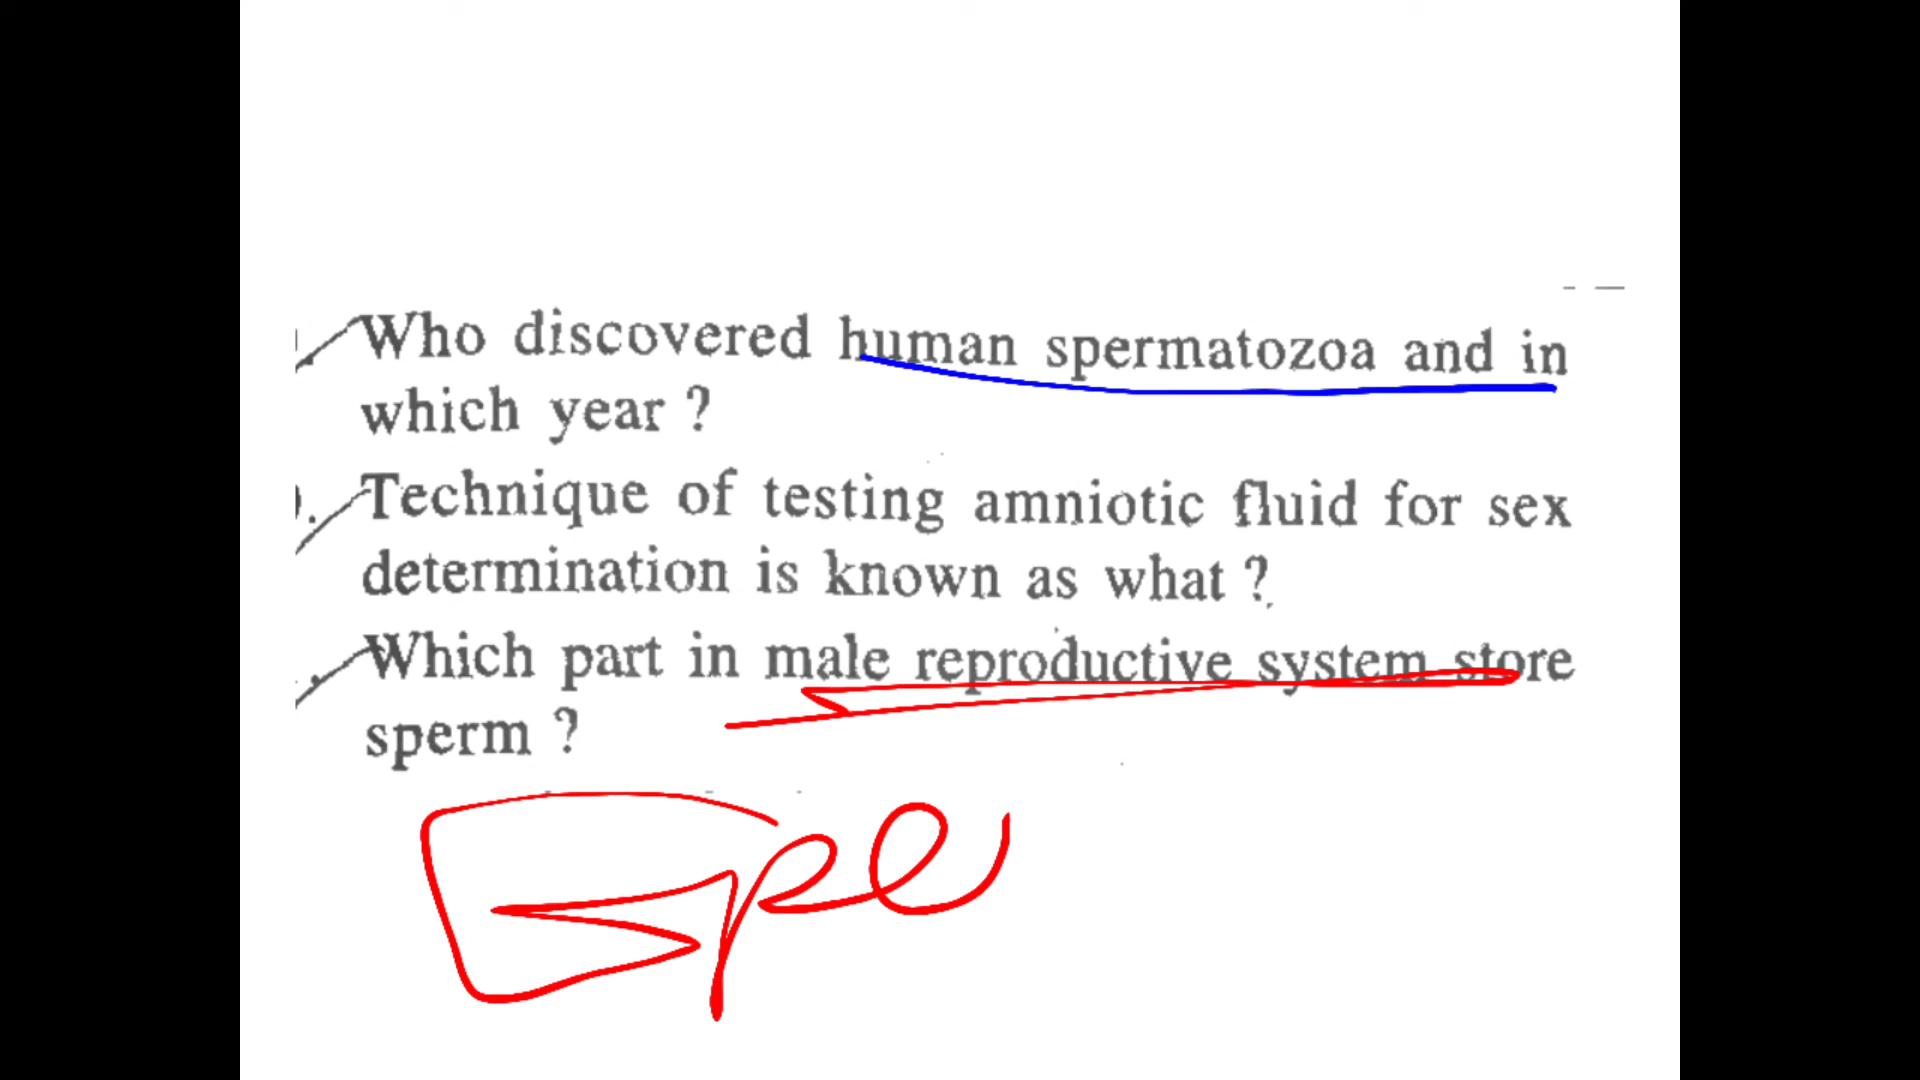 Who discovered human spermatozoa and in
which year ?
Technique of testing amniotic fluid for sex
determination is known as what ?
Which part in male reproductive system store
sperm ?